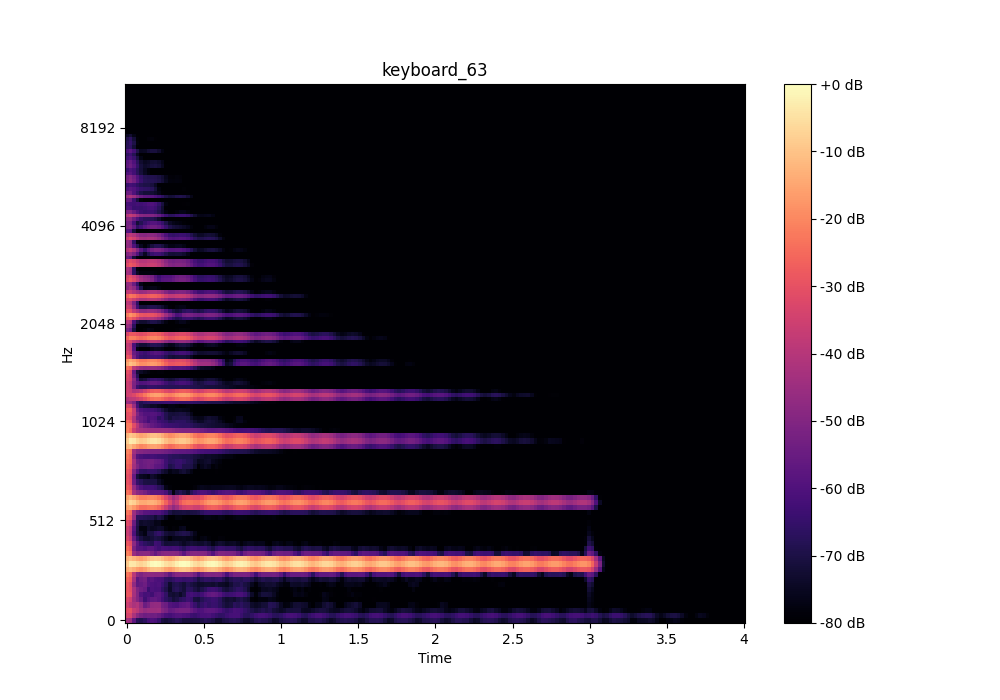 keyboard_63
Hz
8192
4096
2048
1024
512
0
0
0.5
1
1.5
2
2.5
3
3.5
4
Time
+0 dB
-10 dB
-20 dB
-30 dB
-40 dB
-50 dB
-60 dB
-70 dB
-80 dB